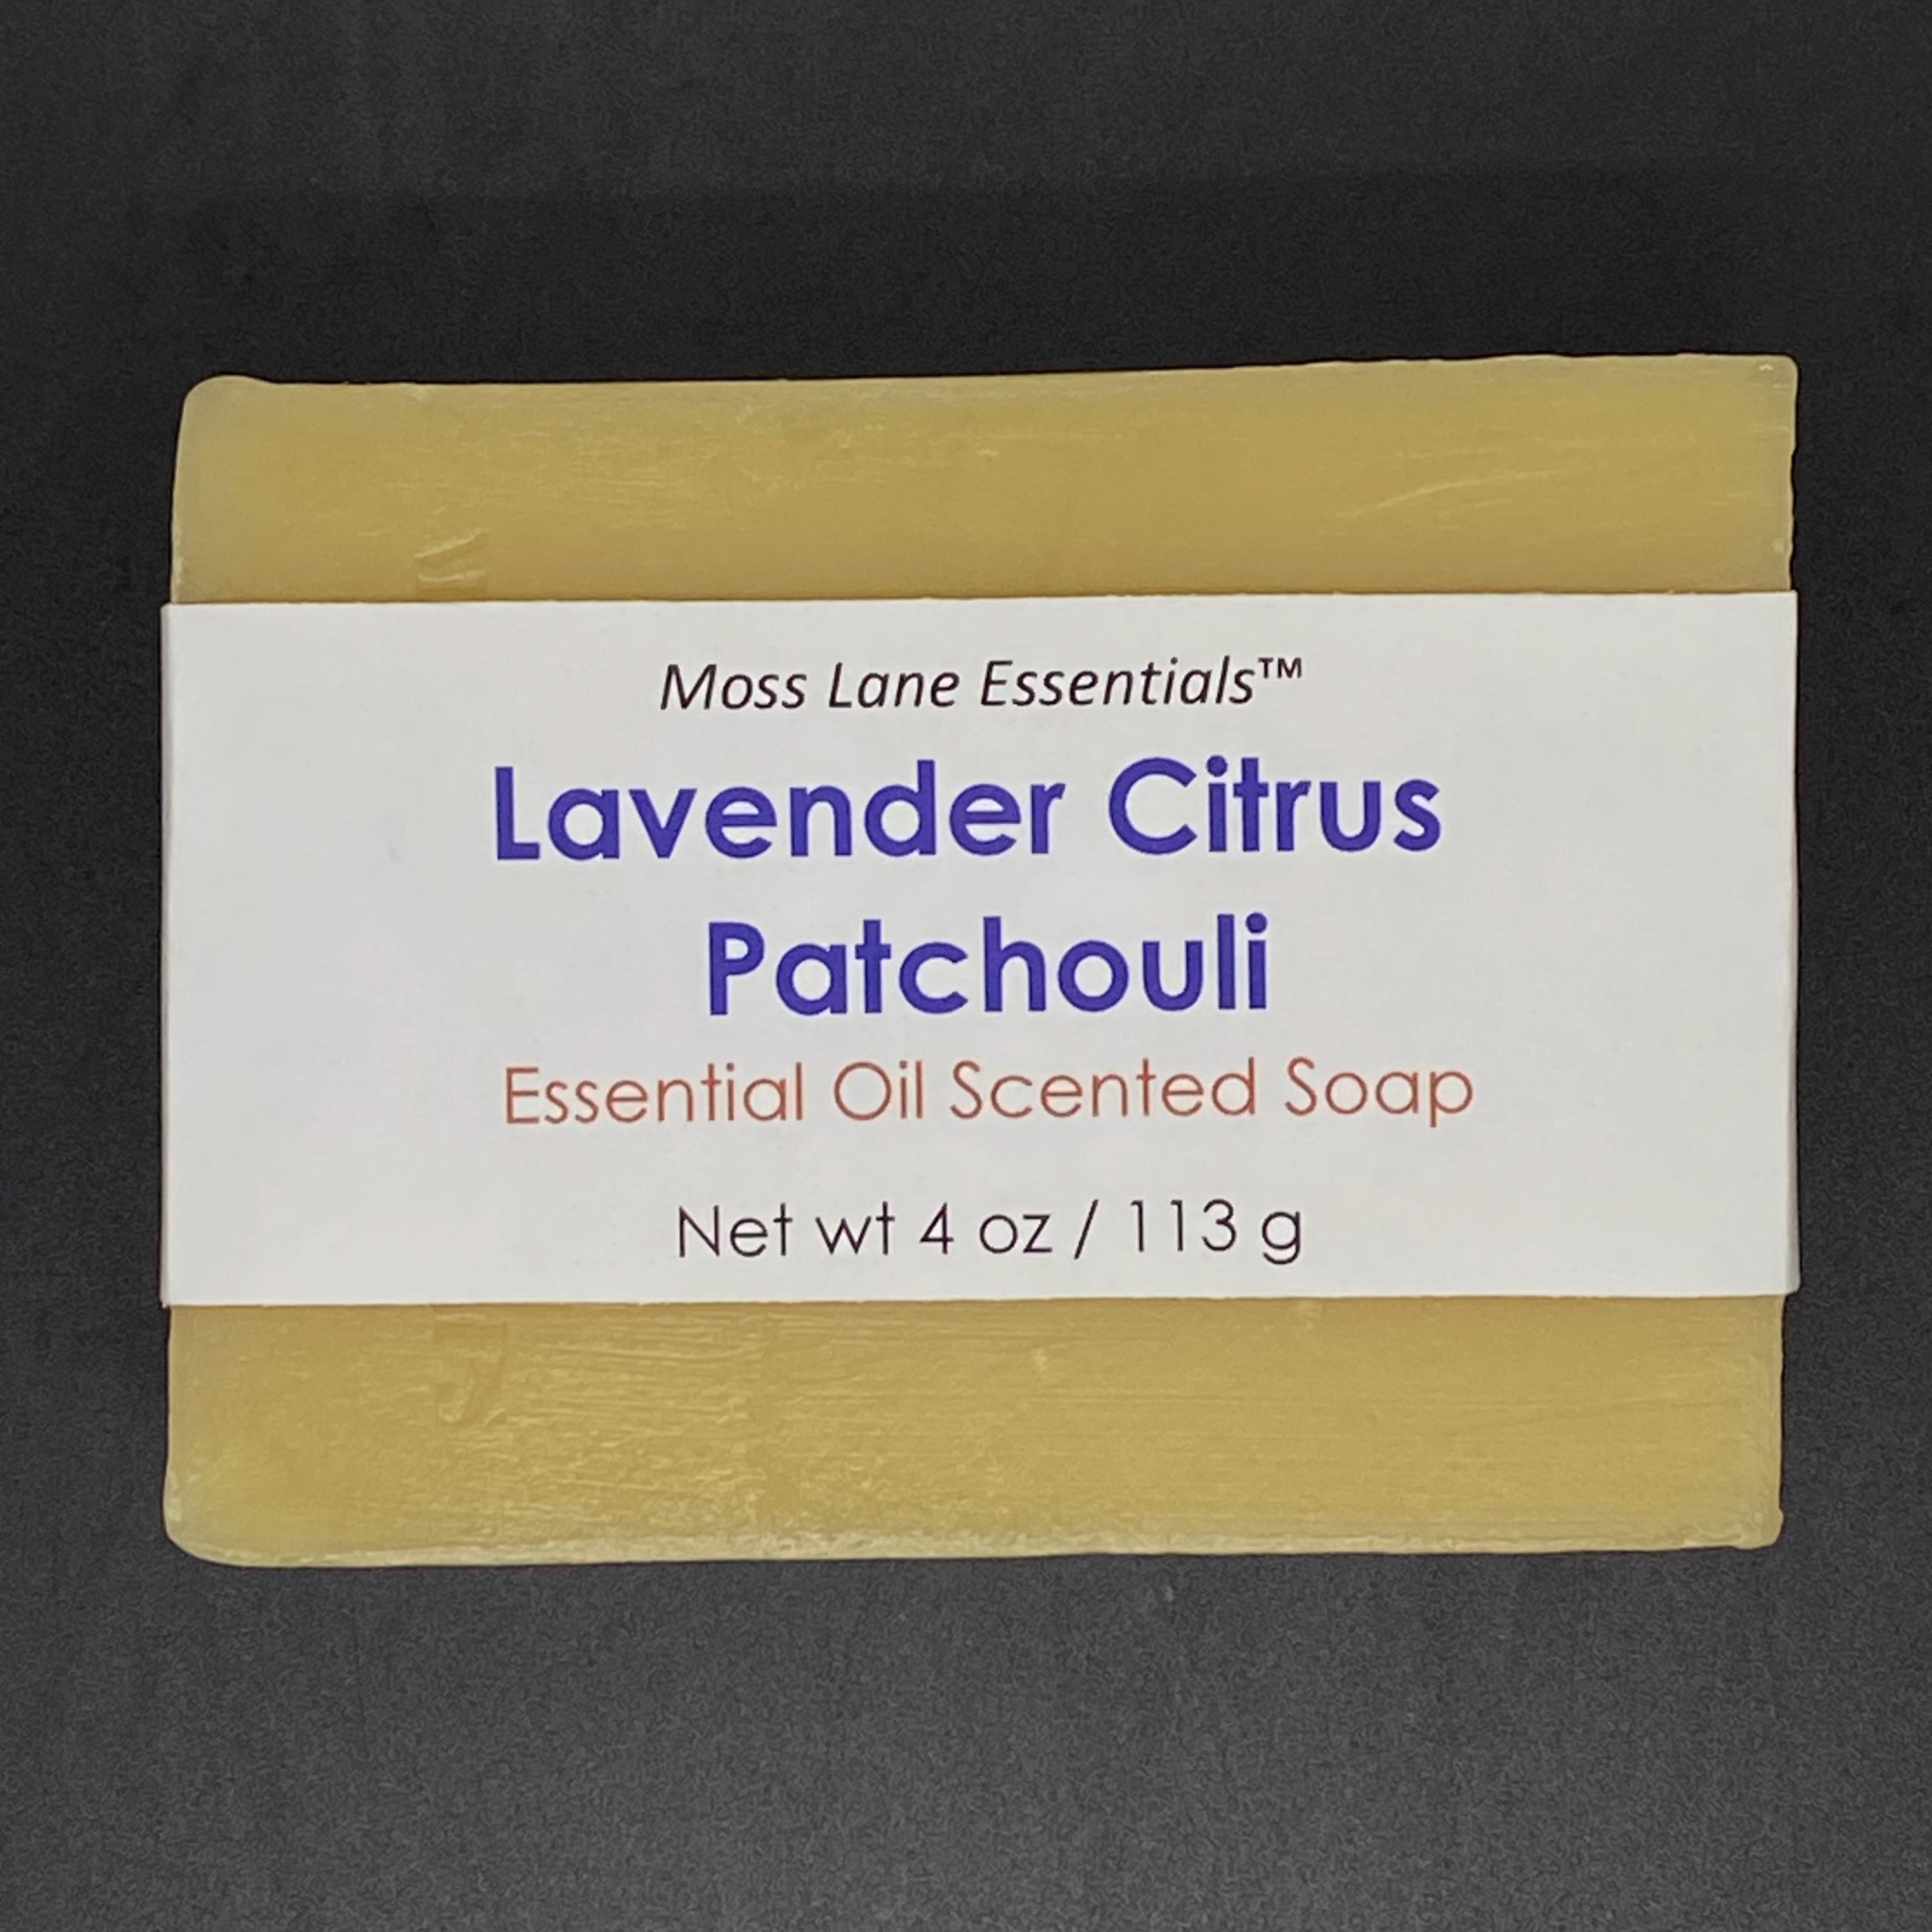 Moss Lane Essentials™
Lavender Citrus
Patchouli
Essential Oil Scented Soap
Net wt 4 oz / 113 g